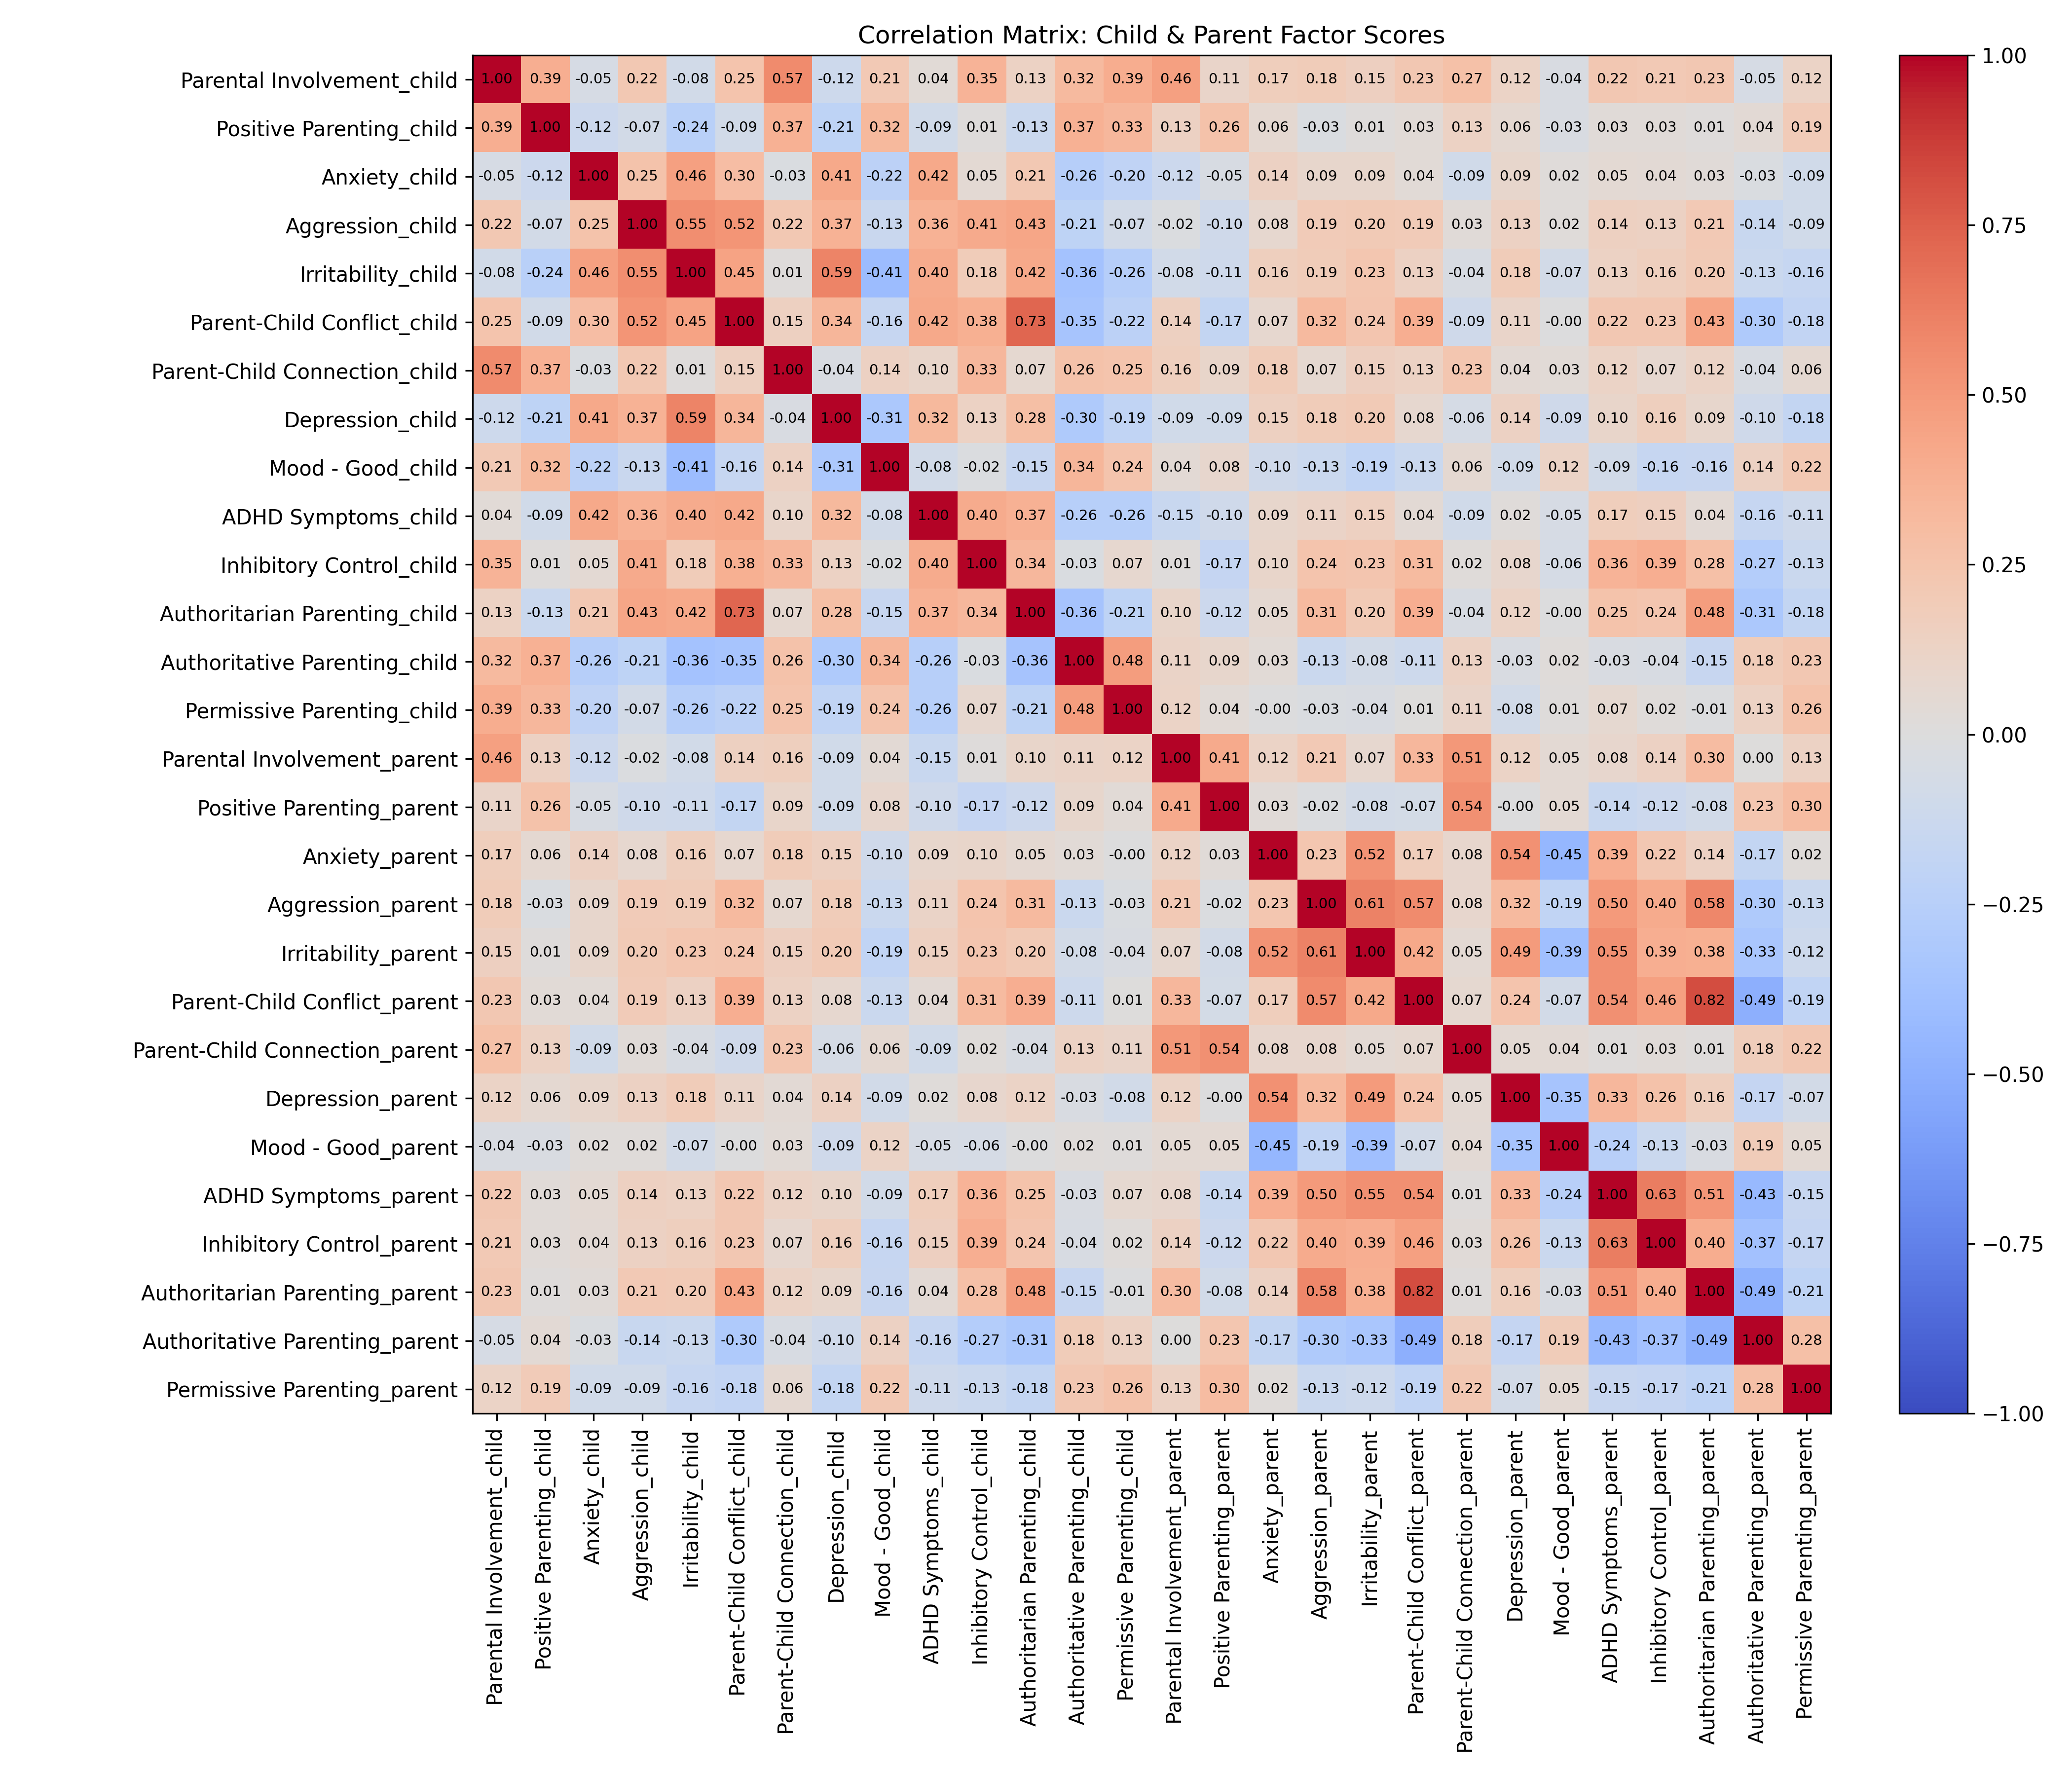 Correlation Matrix: Child & Parent Factor Scores
Parental Involvement_child 1.00 0.39 -0.05 0.22 -0.08 0.25 0.57 -0.12 0.21 0.04 0.35 0.13 0.32 0.39 0.46 0.11 0.17 0.18 0.15 0.23 0.27 0.12 -0.04 0.22 0.21 0.23 -0.05 0.12
Positive Parenting_child 0.39 1.00 -0.12 -0.07 -0.24 -0.09 0.37 -0.21 0.32 -0.09 0.01 -0.13 0.37 0.33 0.13 0.26 0.06 -0.03 0.01 0.03 0.13 0.06 -0.03 0.03 0.03 0.01 0.04 0.19
Anxiety_child -0.05 -0.12 1.00 0.25 0.46 0.30 -0.03 0.41 -0.22 0.42 0.05 0.21 -0.26 -0.20 -0.12 -0.05 0.14 0.09 0.09 0.04 -0.09 0.09 0.02 0.05 0.04 0.03 -0.03 -0.09
Aggression_child 0.22 -0.07 0.25 1.00 0.55 0.52 0.22 0.37 -0.13 0.36 0.41 0.43 -0.21 -0.07 -0.02 -0.10 0.08 0.19 0.20 0.19 0.03 0.13 0.02 0.14 0.13 0.21 -0.14 -0.09
Irritability_child -0.08 -0.24 0.46 0.55 1.00 0.45 0.01 0.59 -0.41 0.40 0.18 0.42 -0.36 -0.26 -0.08 -0.11 0.16 0.19 0.23 0.13 -0.04 0.18 -0.07 0.13 0.16 0.20 -0.13 -0.16
Parent-Child Conflict_child 0.25 -0.09 0.30 0.52 0.45 1.00 0.15 0.34 -0.16 0.42 0.38 0.73 -0.35 -0.22 0.14 -0.17 0.07 0.32 0.24 0.39 -0.09 0.11 -0.00 0.22 0.23 0.43 -0.30 -0.18
Parent-Child Connection_child 0.57 0.37 -0.03 0.22 0.01 0.15 1.00 -0.04 0.14 0.10 0.33 0.07 0.26 0.25 0.16 0.09 0.18 0.07 0.15 0.13 0.23 0.04 0.03 0.12 0.07 0.12 -0.04 0.06
Depression_child -0.12 -0.21 0.41 0.37 0.59 0.34 -0.04 1.00 -0.31 0.32 0.13 0.28 -0.30 -0.19 -0.09 -0.09 0.15 0.18 0.20 0.08 -0.06 0.14 -0.09 0.10 0.16 0.09 -0.10 -0.18
Mood - Good_child 0.21 0.32 -0.22 -0.13 -0.41 -0.16 0.14 -0.31 1.00 -0.08 -0.02 -0.15 0.34 0.24 0.04 0.08 -0.10 -0.13 -0.19 -0.13 0.06 -0.09 0.12 -0.09 -0.16 -0.16 0.14 0.22
ADHD Symptoms_child 0.04 -0.09 0.42 0.36 0.40 0.42 0.10 0.32 -0.08 1.00 0.40 0.37 -0.26 -0.26 -0.15 -0.10 0.09 0.11 0.15 0.04 -0.09 0.02 -0.05 0.17 0.15 0.04 -0.16 -0.11
Inhibitory Control_child 0.35 0.01 0.05 0.41 0.18 0.38 0.33 0.13 -0.02 0.40 1.00 0.34 -0.03 0.07 0.01 -0.17 0.10 0.24 0.23 0.31 0.02 0.08 -0.06 0.36 0.39 0.28 -0.27 -0.13
Authoritarian Parenting_child 0.13 -0.13 0.21 0.43 0.42 0.73 0.07 0.28 -0.15 0.37 0.34 1.00 -0.36 -0.21 0.10 -0.12 0.05 0.31 0.20 0.39 -0.04 0.12 -0.00 0.25 0.24 0.48 -0.31 -0.18
Authoritative Parenting_child 0.32 0.37 -0.26 -0.21 -0.36 -0.35 0.26 -0.30 0.34 -0.26 -0.03 -0.36 1.00 0.48 0.11 0.09 0.03 -0.13 -0.08 -0.11 0.13 -0.03 0.02 -0.03 -0.04 -0.15 0.18 0.23
Permissive Parenting_child 0.39 0.33 -0.20 -0.07 -0.26 -0.22 0.25 -0.19 0.24 -0.26 0.07 -0.21 0.48 1.00 0.12 0.04 -0.00 -0.03 -0.04 0.01 0.11 -0.08 0.01 0.07 0.02 -0.01 0.13 0.26
Parental Involvement_parent 0.46 0.13 -0.12 -0.02 -0.08 0.14 0.16 -0.09 0.04 -0.15 0.01 0.10 0.11 0.12 1.00 0.41 0.12 0.21 0.07 0.33 0.51 0.12 0.05 0.08 0.14 0.30 0.00 0.13
Positive Parenting_parent 0.11 0.26 -0.05 -0.10 -0.11 -0.17 0.09 -0.09 0.08 -0.10 -0.17 -0.12 0.09 0.04 0.41 1.00 0.03 -0.02 -0.08 -0.07 0.54 -0.00 0.05 -0.14 -0.12 -0.08 0.23 0.30
Anxiety_parent 0.17 0.06 0.14 0.08 0.16 0.07 0.18 0.15 -0.10 0.09 0.10 0.05 0.03 -0.00 0.12 0.03 1.00 0.23 0.52 0.17 0.08 0.54 -0.45 0.39 0.22 0.14 -0.17 0.02
Aggression_parent 0.18 -0.03 0.09 0.19 0.19 0.32 0.07 0.18 -0.13 0.11 0.24 0.31 -0.13 -0.03 0.21 -0.02 0.23 1.00 0.61 0.57 0.08 0.32 -0.19 0.50 0.40 0.58 -0.30 -0.13
Irritability_parent 0.15 0.01 0.09 0.20 0.23 0.24 0.15 0.20 -0.19 0.15 0.23 0.20 -0.08 -0.04 0.07 -0.08 0.52 0.61 1.00 0.42 0.05 0.49 -0.39 0.55 0.39 0.38 -0.33 -0.12
Parent-Child Conflict_parent 0.23 0.03 0.04 0.19 0.13 0.39 0.13 0.08 -0.13 0.04 0.31 0.39 -0.11 0.01 0.33 -0.07 0.17 0.57 0.42 1.00 0.07 0.24 -0.07 0.54 0.46 0.82 -0.49 -0.19
Parent-Child Connection_parent 0.27 0.13 -0.09 0.03 -0.04 -0.09 0.23 -0.06 0.06 -0.09 0.02 -0.04 0.13 0.11 0.51 0.54 0.08 0.08 0.05 0.07 1.00 0.05 0.04 0.01 0.03 0.01 0.18 0.22
Depression_parent 0.12 0.06 0.09 0.13 0.18 0.11 0.04 0.14 -0.09 0.02 0.08 0.12 -0.03 -0.08 0.12 -0.00 0.54 0.32 0.49 0.24 0.05 1.00 -0.35 0.33 0.26 0.16 -0.17 -0.07
Mood - Good_parent -0.04 -0.03 0.02 0.02 -0.07 -0.00 0.03 -0.09 0.12 -0.05 -0.06 -0.00 0.02 0.01 0.05 0.05 -0.45 -0.19 -0.39 -0.07 0.04 -0.35 1.00 -0.24 -0.13 -0.03 0.19 0.05
ADHD Symptoms_parent 0.22 0.03 0.05 0.14 0.13 0.22 0.12 0.10 -0.09 0.17 0.36 0.25 -0.03 0.07 0.08 -0.14 0.39 0.50 0.55 0.54 0.01 0.33 -0.24 1.00 0.63 0.51 -0.43 -0.15
Inhibitory Control_parent 0.21 0.03 0.04 0.13 0.16 0.23 0.07 0.16 -0.16 0.15 0.39 0.24 -0.04 0.02 0.14 -0.12 0.22 0.40 0.39 0.46 0.03 0.26 -0.13 0.63 1.00 0.40 -0.37 -0.17
Authoritarian Parenting_parent 0.23 0.01 0.03 0.21 0.20 0.43 0.12 0.09 -0.16 0.04 0.28 0.48 -0.15 -0.01 0.30 -0.08 0.14 0.58 0.38 0.82 0.01 0.16 -0.03 0.51 0.40 1.00 -0.49 -0.21
Authoritative Parenting_parent -0.05 0.04 -0.03 -0.14 -0.13 -0.30 -0.04 -0.10 0.14 -0.16 -0.27 -0.31 0.18 0.13 0.00 0.23 -0.17 -0.30 -0.33 -0.49 0.18 -0.17 0.19 -0.43 -0.37 -0.49 1.00 0.28
Permissive Parenting_parent 0.12 0.19 -0.09 -0.09 -0.16 -0.18 0.06 -0.18 0.22 -0.11 -0.13 -0.18 0.23 0.26 0.13 0.30 0.02 -0.13 -0.12 -0.19 0.22 -0.07 0.05 -0.15 -0.17 -0.21 0.28 1.00
Parental Involvement_child
Positive Parenting_child
Anxiety_child
Aggression_child
Irritability_child
Parent-Child Conflict_child
Parent-Child Connection_child
Depression_child
Mood - Good_child
ADHD Symptoms_child
Inhibitory Control_child
Authoritarian Parenting_child
Authoritative Parenting_child
Permissive Parenting_child
Parental Involvement_parent
Positive Parenting_parent
Anxiety_parent
Aggression_parent
Irritability_parent
Parent-Child Conflict_parent
Parent-Child Connection_parent
Depression_parent
Mood - Good_parent
ADHD Symptoms_parent
Inhibitory Control_parent
Authoritarian Parenting_parent
Authoritative Parenting_parent
Permissive Parenting_parent
1.00
0.75
0.50
0.25
0.00
−0.25
−0.50
−0.75
−1.00